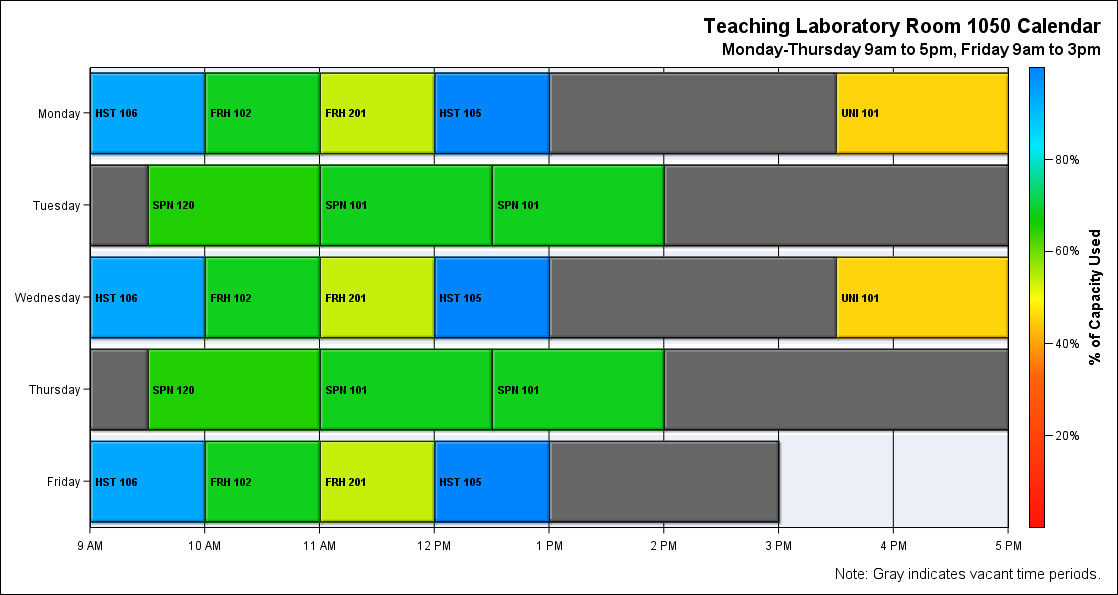 Teaching Laboratory Room 1050 Calendar
Monday-Thursday 9am to 5pm, Friday 9am to 3pm
Monday
HST 106
FRH 102
FRH 201
HST 105
UNI 101
Tuesday
SPN 120
SPN 101
SPN 101
Wednesday
HST 106
FRH 102
FRH 201
HST 105
UNI 101
Thursday
SPN 120
SPN 101
SPN 101
Friday
HST 106
FRH 102
FRH 201
HST 105
9 AM
10 AM
11 AM
12 PM
1 PM
2 PM
3 PM
4 PM
5 PM
80%
60%
40%
20%
% of Capacity Used
Note: Gray indicates vacant time periods.